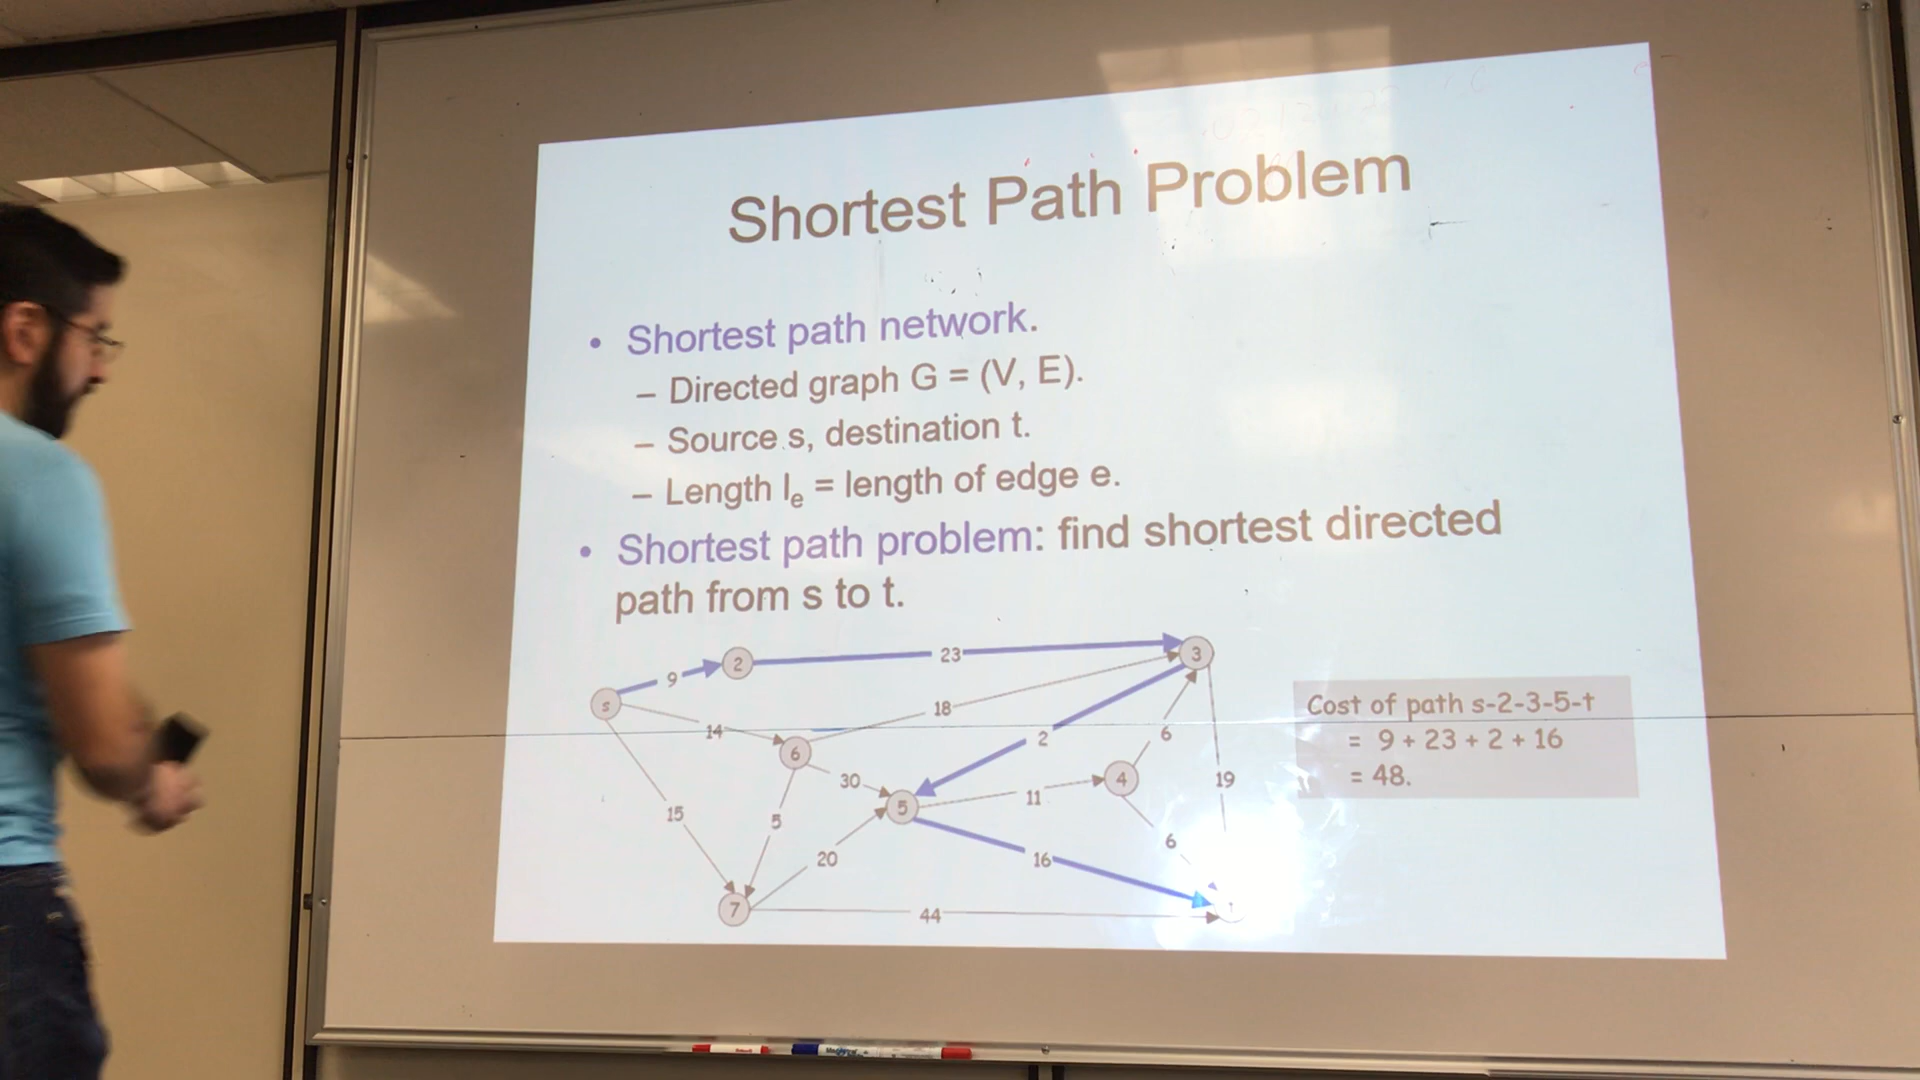 Shortest Path Problem
• Shortest path network.
– Directed graph G = (V, E).
– Source s, destination t.
– Length lₑ = length of edge e.
• Shortest path problem: find shortest directed
path from s to t.
23
3
2
9
s
18
14
6
2
6
Cost of path s-2-3-5-t
= 9 + 23 + 2 + 16
= 48.
30
4
19
5
11
15
5
6
20
16
7
44